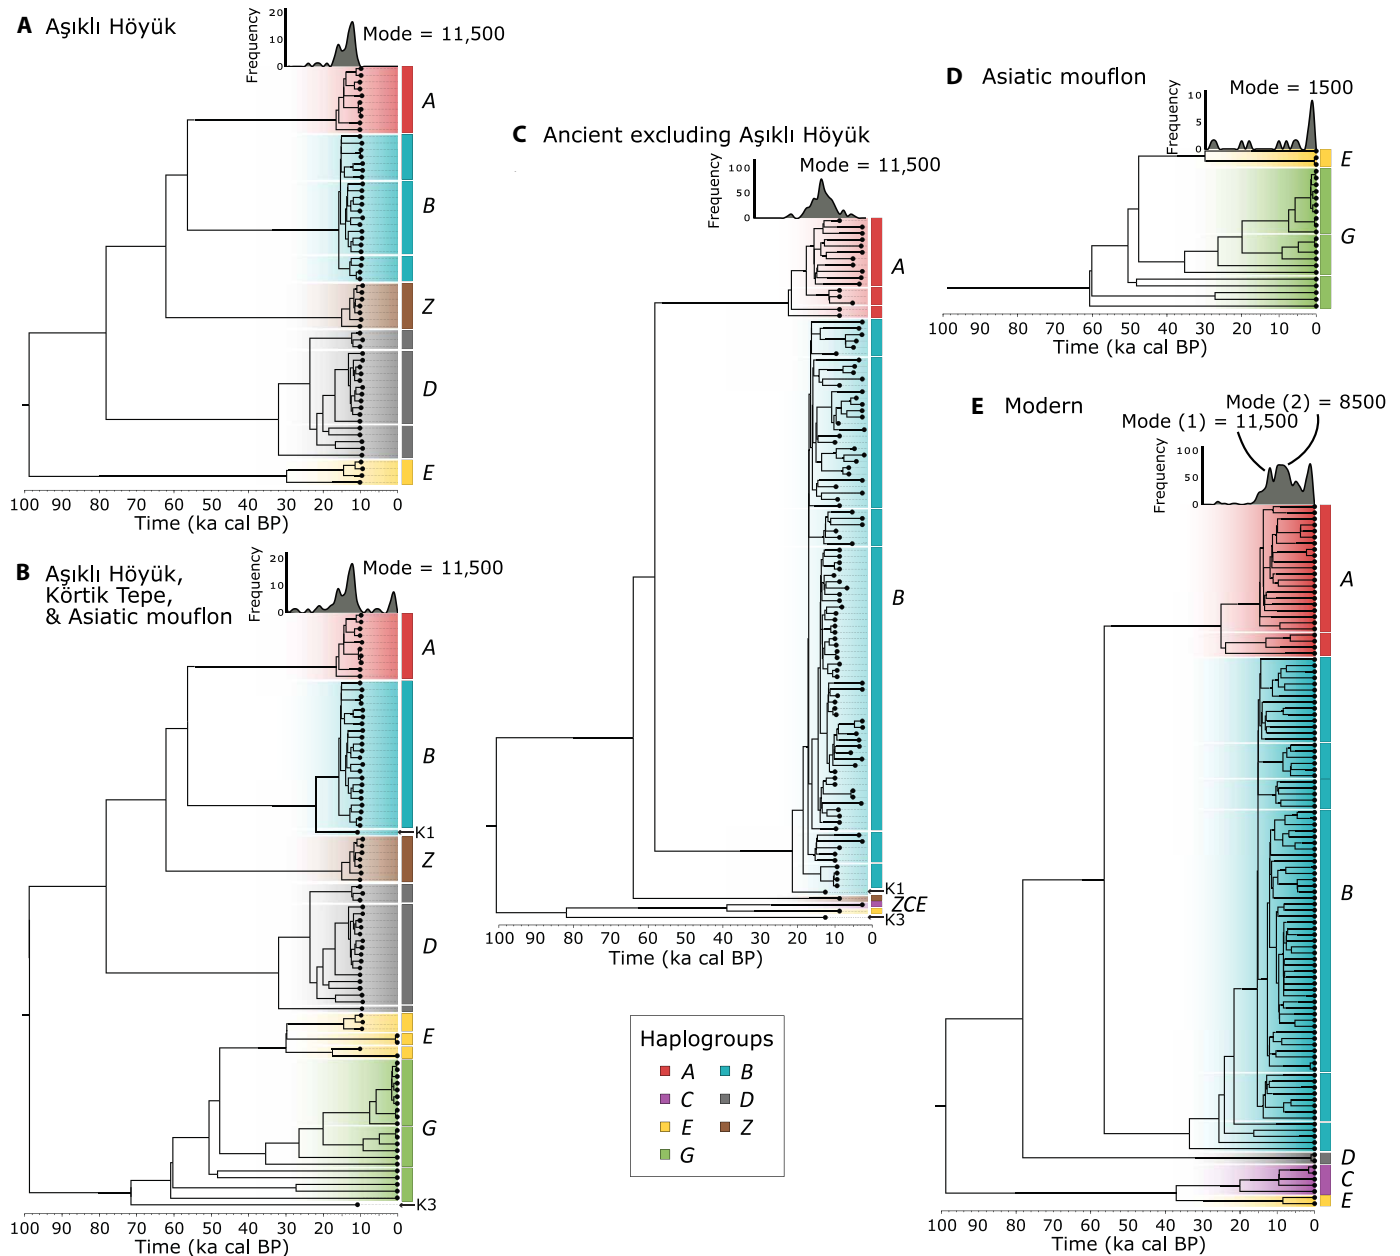 A Aşıklı Höyük
Frequency
20
10
0
Mode = 11,500
A
B
Z
D
E
100 90 80 70 60 50 40 30 20 10 0
Time (ka cal BP)
B Aşıklı Höyük,
Körtik Tepe,
& Asiatic mouflon
Frequency
20
10
0
Mode = 11,500
A
B
K1
Z
D
E
G
K3
100 90 80 70 60 50 40 30 20 10 0
Time (ka cal BP)
C Ancient excluding Aşıklı Höyük
Frequency
100
50
0
Mode = 11,500
A
B
K1
ZCE
K3
100 90 80 70 60 50 40 30 20 10 0
Time (ka cal BP)
Haplogroups
A B
C D
E Z
G
D Asiatic mouflon
Frequency
10
5
0
Mode = 1500
E
G
100 90 80 70 60 50 40 30 20 10 0
Time (ka cal BP)
E Modern
Mode (2) = 8500
Mode (1) = 11,500
Frequency
100
50
0
A
B
D
C
E
100 90 80 70 60 50 40 30 20 10 0
Time (ka cal BP)